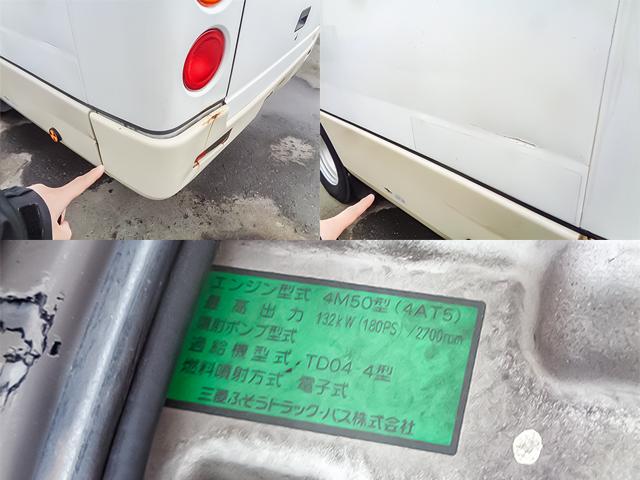 エンジン型式 4M50型(4AT5)
最高出力 132kW(180PS)/2700rpm
噴射ポンプ型式
過給機型式 TD04 4型
燃料噴射方式 電子式
三菱ふそうトラック・バス株式会社